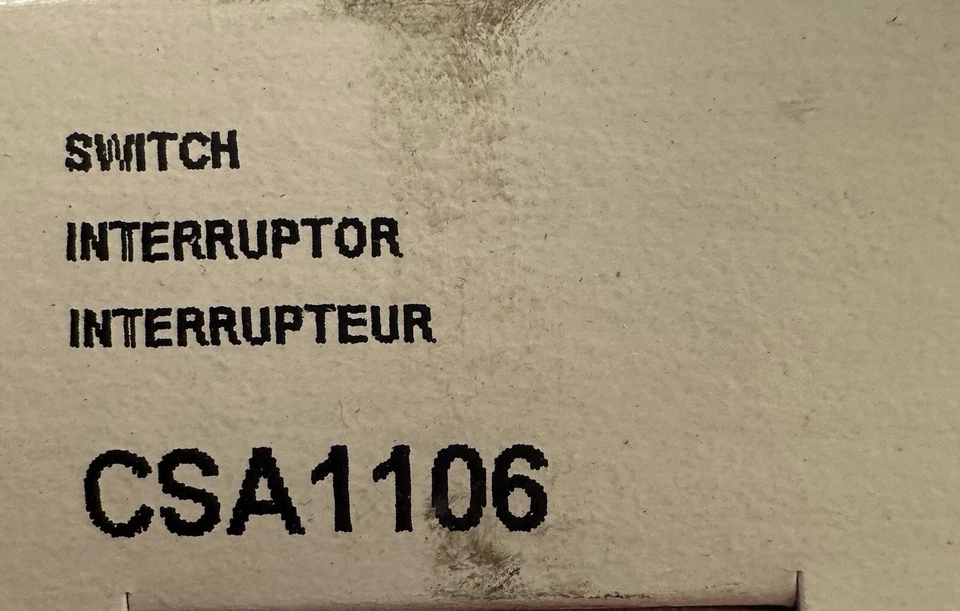 SWITCH
INTERRUPTOR
INTERRUPTEUR
CSA1106